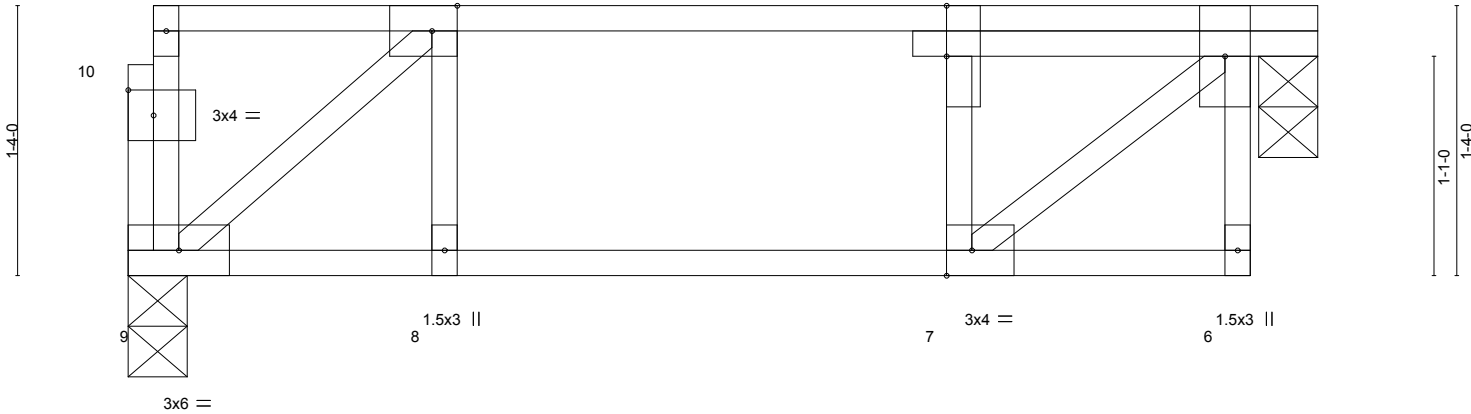 10
3x4 =
1-4-0
1-1-0
1-4-0
1.5x3 ||
3x4 =
1.5x3 ||
9
8
7
6
3x6 =